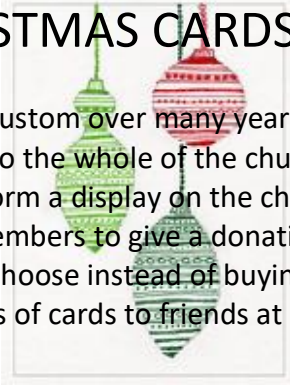 STMAS CARDS
ustom over many year
o the whole of the chu
orm a display on the ch
embers to give a donati
hoose instead of buyin
s of cards to friends at